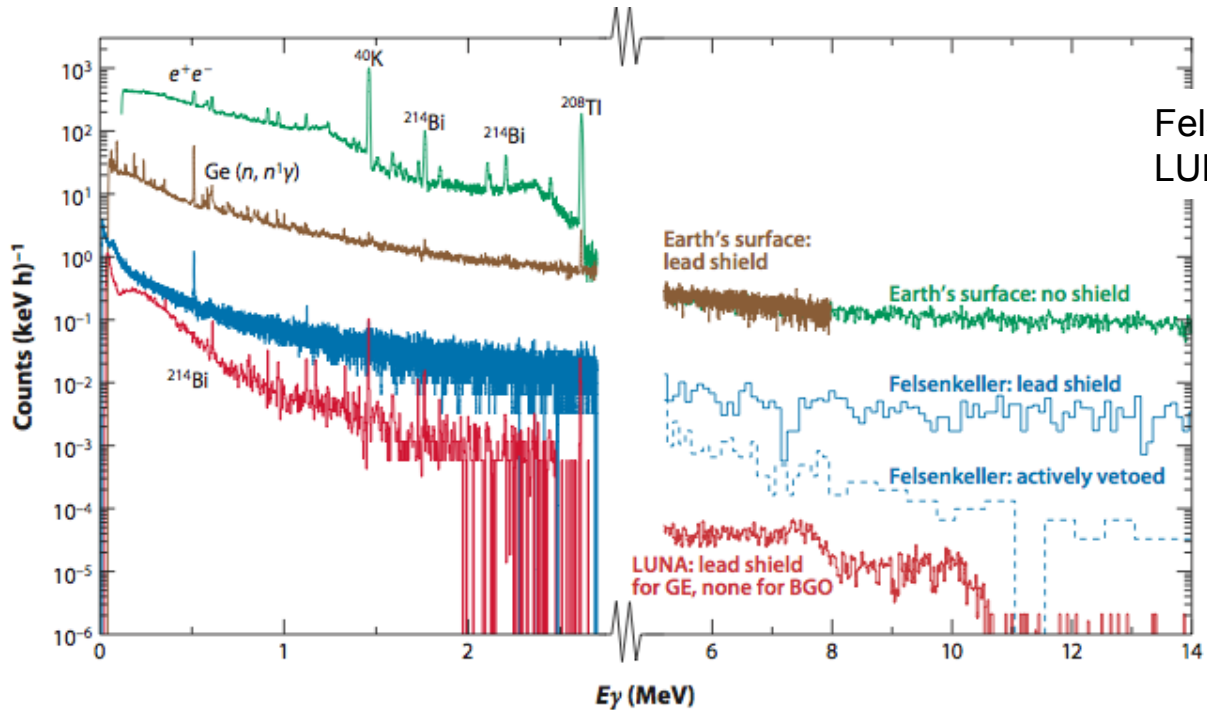 10³
10²
10¹
10⁰
10⁻¹
10⁻²
10⁻³
10⁻⁴
10⁻⁵
10⁻⁶
Counts (keV h)⁻¹
e⁺e⁻
⁴⁰K
²¹⁴Bi
²¹⁴Bi
²⁰⁸Tl
Ge (n, n¹γ)
²¹⁴Bi
Fel
LUI
Earth's surface:
lead shield
Earth's surface: no shield
Felsenkeller: lead shield
Felsenkeller: actively vetoed
LUNA: lead shield
for GE, none for BGO
0 1 2 6 8 10 12 14
Eγ (MeV)